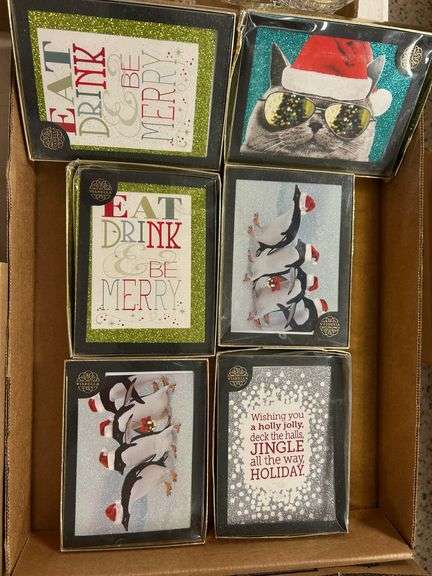 EAT
DRINK
& BE
MERRY
EAT
DRINK
& BE
MERRY
Wishing you
a holly jolly,
deck the halls,
JINGLE
all the way,
HOLIDAY.